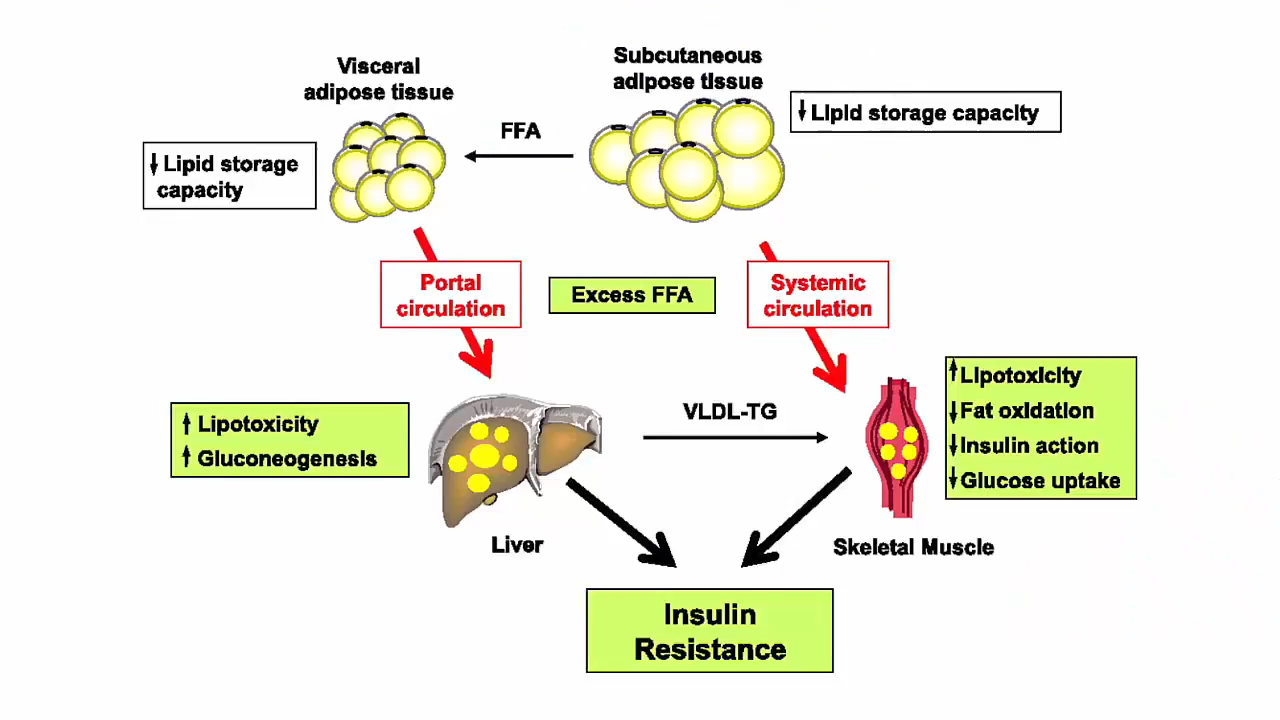 Visceral
adipose tissue
Subcutaneous
adipose tissue
FFA
↓ Lipid storage capacity
↓ Lipid storage
capacity
Portal
circulation
Excess FFA
Systemic
circulation
↑ Lipotoxicity
↑ Gluconeogenesis
VLDL-TG
↑ Lipotoxicity
↓ Fat oxidation
↓ Insulin action
↓ Glucose uptake
Liver
Skeletal Muscle
Insulin
Resistance